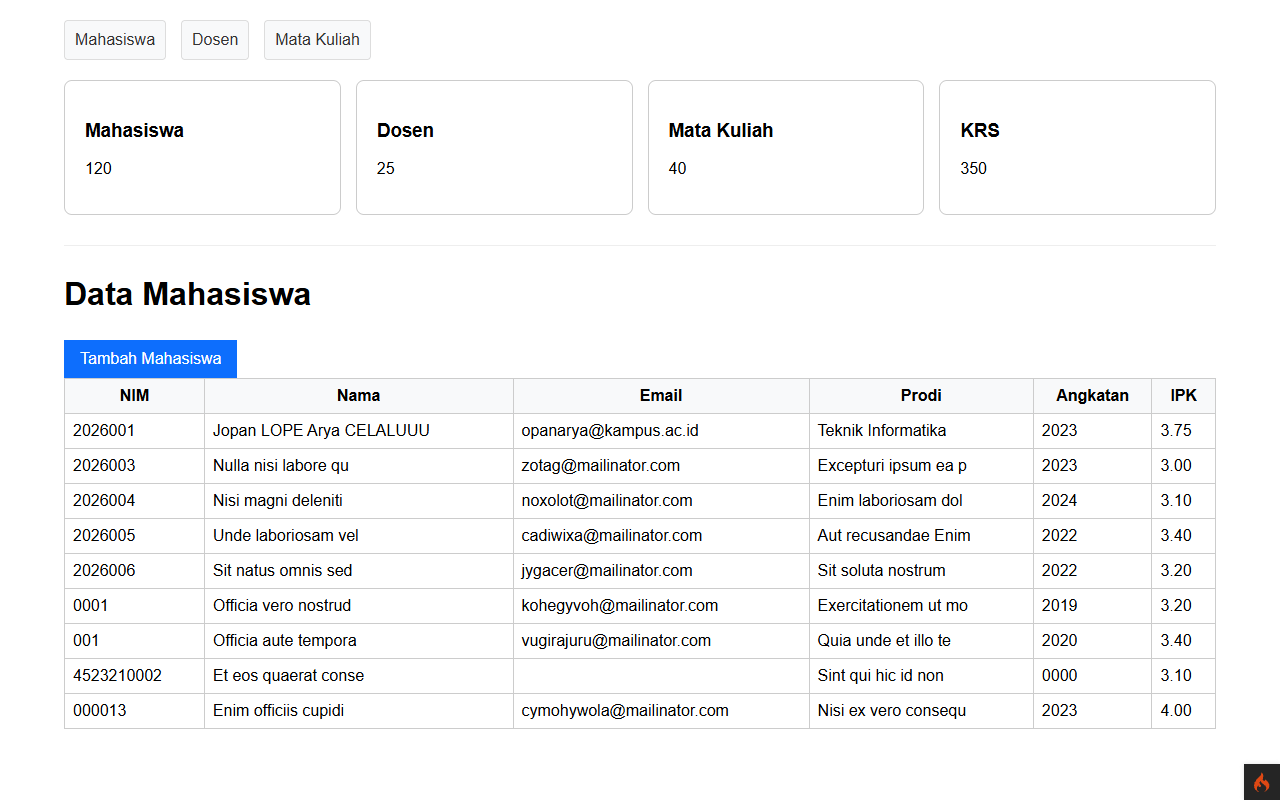 Mahasiswa Dosen Mata Kuliah
Mahasiswa Dosen Mata Kuliah KRS
120 25 40 350
Data Mahasiswa
Tambah Mahasiswa
NIM Nama Email Prodi Angkatan IPK
2026001 Jopan LOPE Arya CELALUUU opanarya@kampus.ac.id Teknik Informatika 2023 3.75
2026003 Nulla nisi labore qu zotag@mailinator.com Excepturi ipsum ea p 2023 3.00
2026004 Nisi magni deleniti noxolot@mailinator.com Enim laboriosam dol 2024 3.10
2026005 Unde laboriosam vel cadiwixa@mailinator.com Aut recusandae Enim 2022 3.40
2026006 Sit natus omnis sed jygacer@mailinator.com Sit soluta nostrum 2022 3.20
0001 Officia vero nostrud kohegyvoh@mailinator.com Exercitationem ut mo 2019 3.20
001 Officia aute tempora vugirajuru@mailinator.com Quia unde et illo te 2020 3.40
4523210002 Et eos quaerat conse Sint qui hic id non 0000 3.10
000013 Enim officiis cupidi cymohywola@mailinator.com Nisi ex vero consequ 2023 4.00